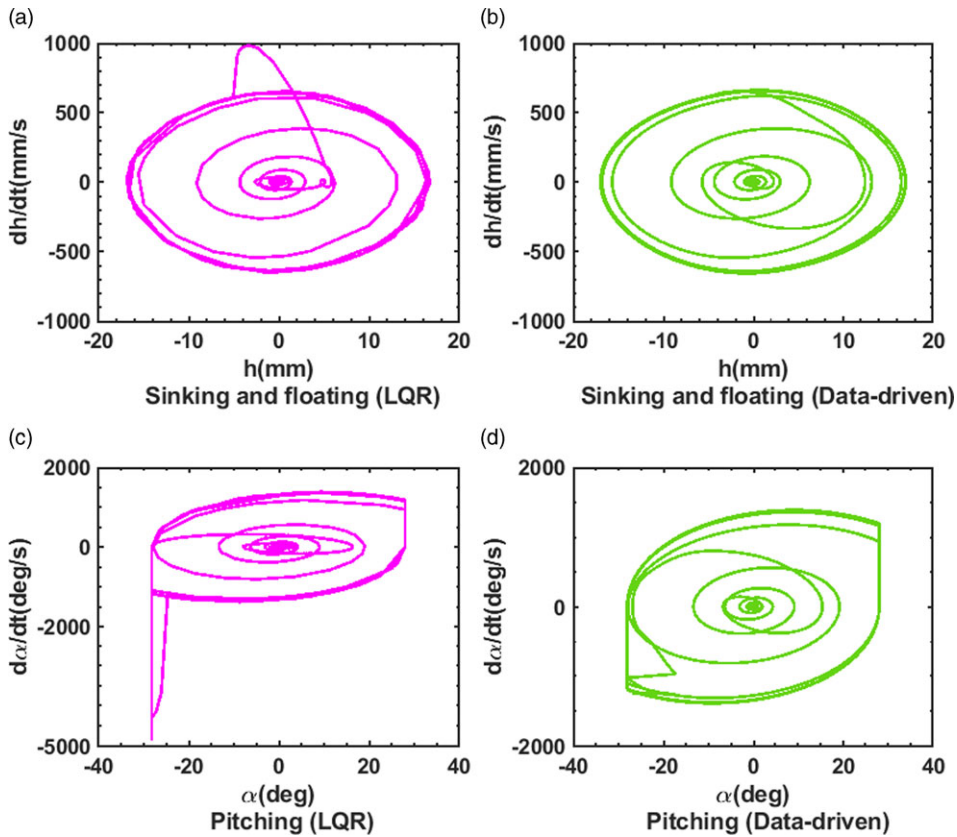 (a)
1000
500
0
-500
-1000
dh/dt(mm/s)
-20
-10
0
10
20
h(mm)
Sinking and floating (LQR)
(b)
1000
500
0
-500
-1000
dh/dt(mm/s)
-20
-10
0
10
20
h(mm)
Sinking and floating (Data-driven)
(c)
2000
0
-2000
-5000
dα/dt(deg/s)
-40
-20
0
20
40
α(deg)
Pitching (LQR)
(d)
2000
0
-2000
dα/dt(deg/s)
-40
-20
0
20
40
α(deg)
Pitching (Data-driven)